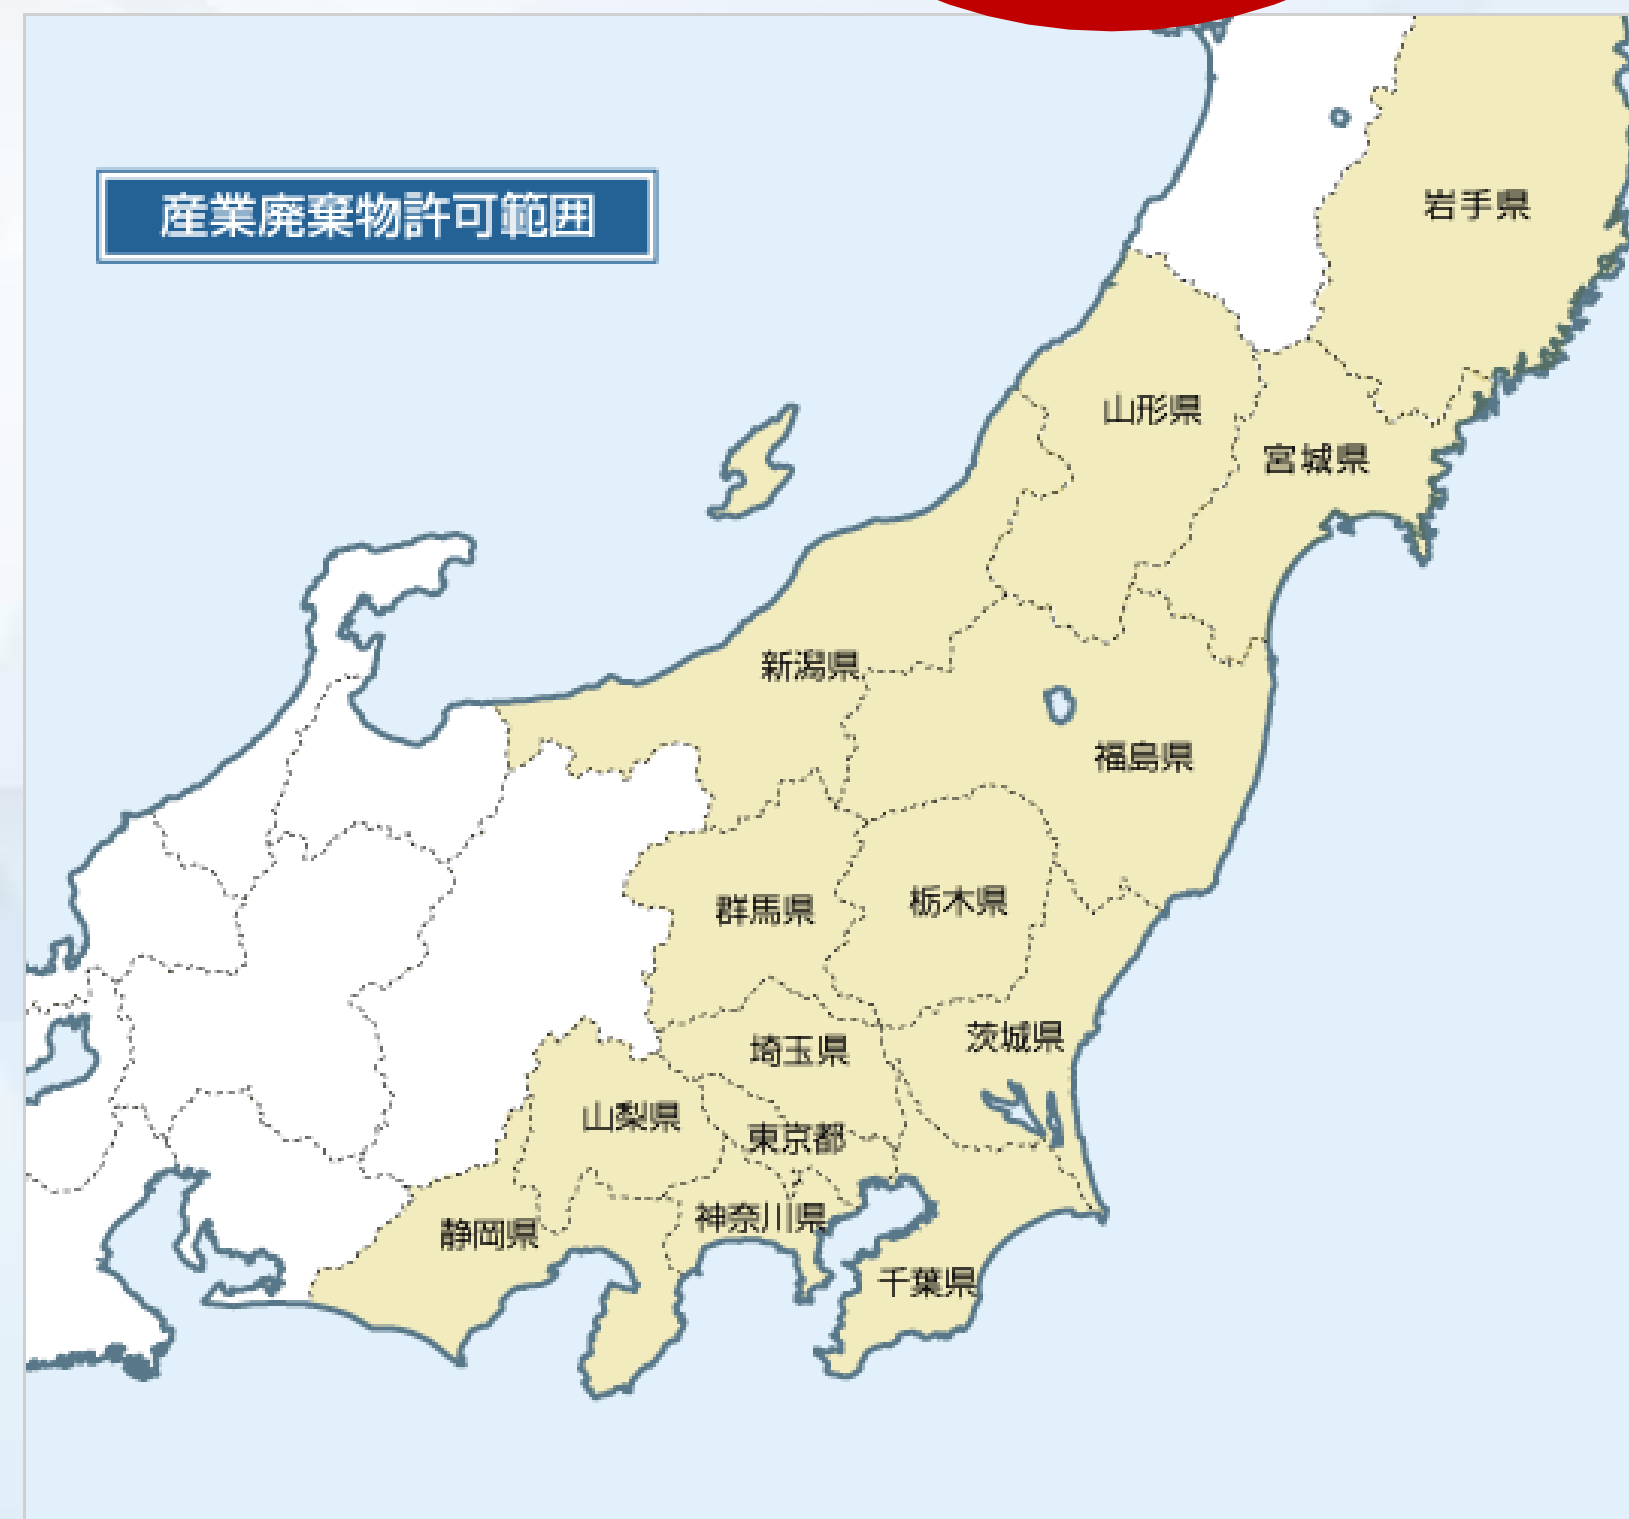 産業廃棄物許可範囲
岩手県
山形県
宮城県
新潟県
福島県
群馬県
栃木県
茨城県
埼玉県
山梨県
東京都
神奈川県
静岡県
千葉県